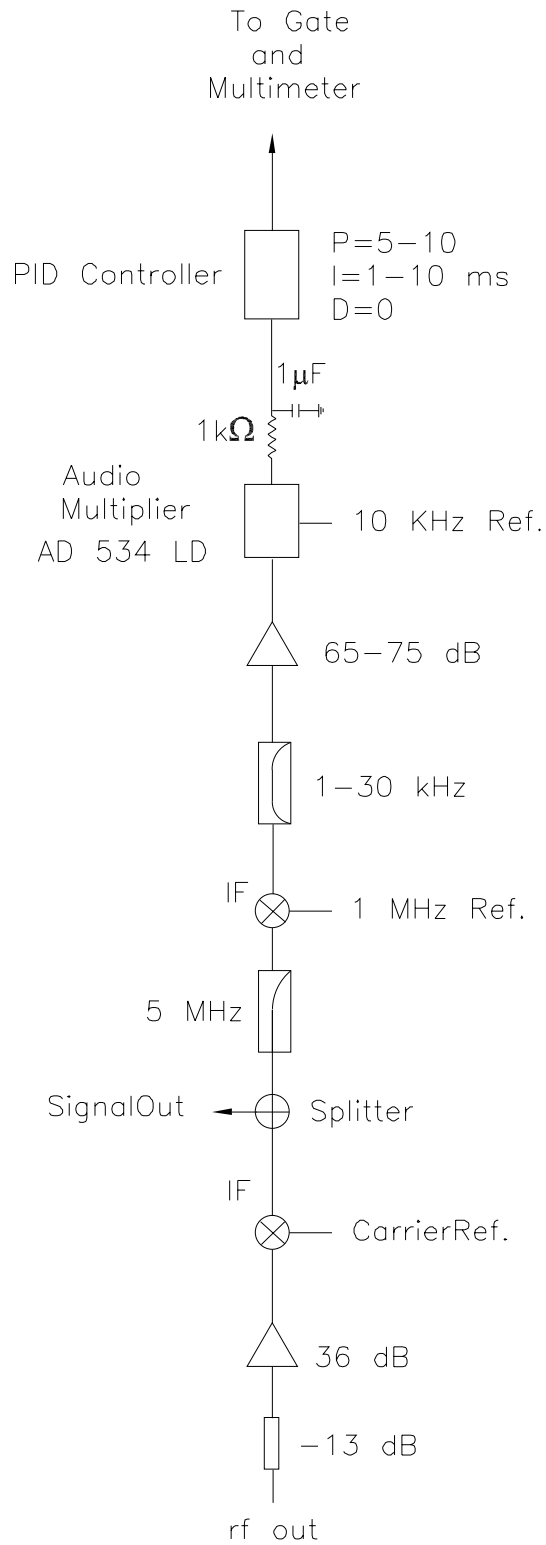 To Gate
and
Multimeter
PID Controller
P=5-10
I=1-10 ms
D=0
1μF
1kΩ
Audio
Multiplier
AD 534 LD
10 KHz Ref.
65-75 dB
1-30 kHz
IF
1 MHz Ref.
5 MHz
SignalOut
Splitter
IF
CarrierRef.
36 dB
-13 dB
rf out